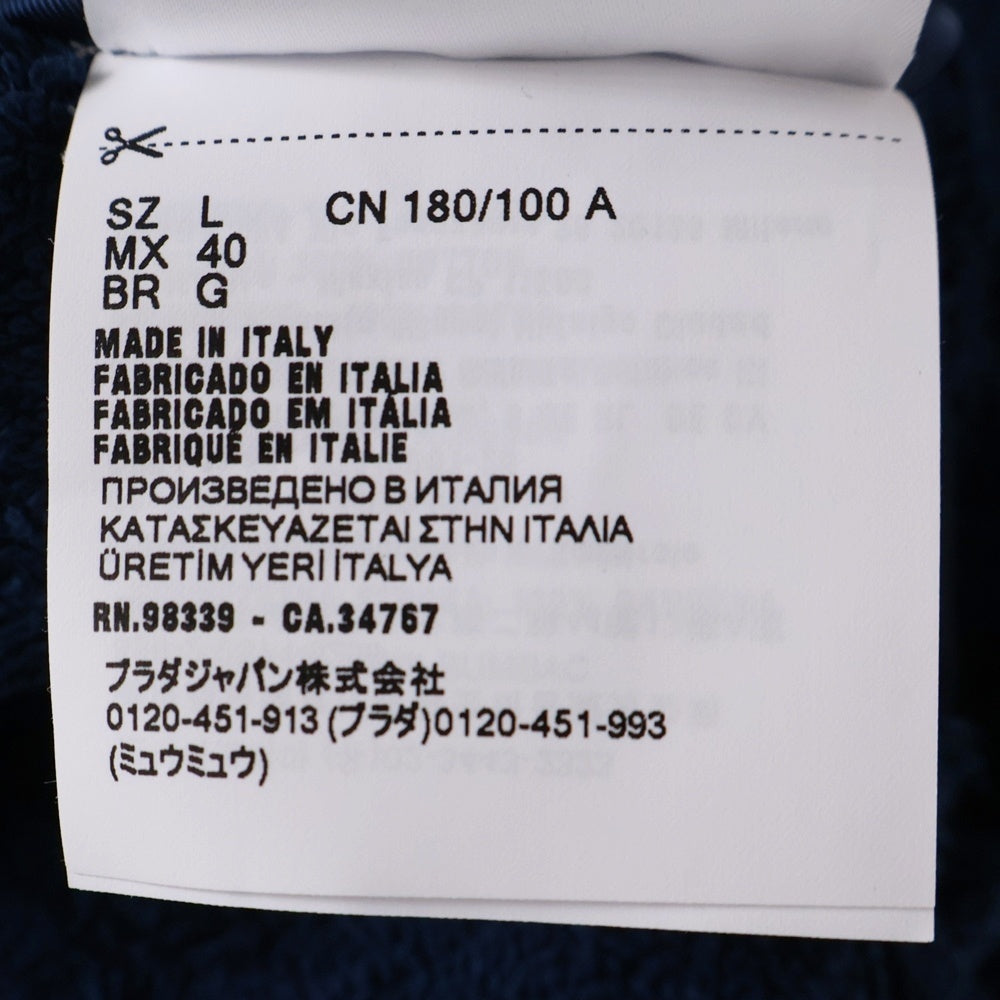 SZ L CN 180/100 A
MX 40
BR G
MADE IN ITALY
FABRICADO EN ITALIA
FABRICADO EM ITÁLIA
FABRIQUÉ EN ITALIE
ПРОИЗВЕДЕНО В ИТАЛИЯ
ΚΑΤΑΣΚΕΥΑΖΕΤΑΙ ΣΤΗΝ ΙΤΑΛΙΑ
ÜRETİM YERİ İTALYA
RN.98339 - CA.34767
プラダジャパン株式会社
0120-451-913 (プラダ)0120-451-993
(ミュウミュウ)